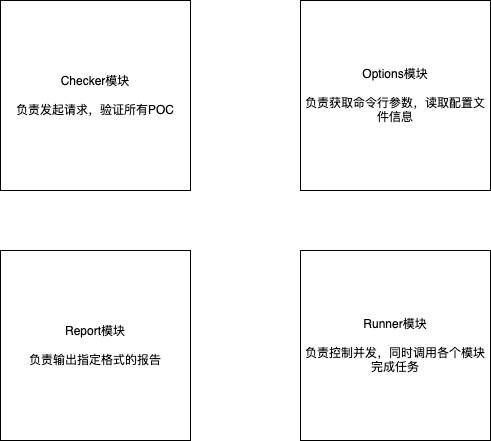 Checker模块
负责发起请求，验证所有POC
Options模块
负责获取命令行参数，读取配置文
件信息
Report模块
负责输出指定格式的报告
Runner模块
负责控制并发，同时调用各个模块
完成任务